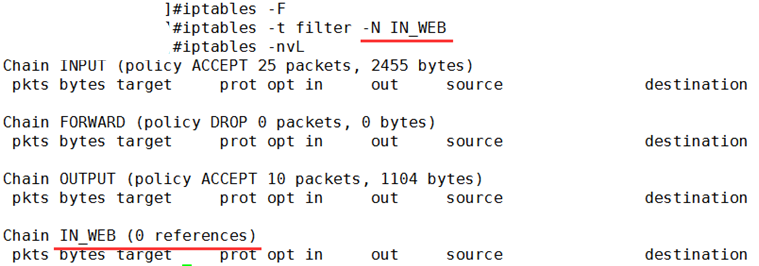 ]#iptables -F
]#iptables -t filter -N IN_WEB
#iptables -nvL
Chain INPUT (policy ACCEPT 25 packets, 2455 bytes)
pkts bytes target prot opt in out source destination
Chain FORWARD (policy DROP 0 packets, 0 bytes)
pkts bytes target prot opt in out source destination
Chain OUTPUT (policy ACCEPT 10 packets, 1104 bytes)
pkts bytes target prot opt in out source destination
Chain IN_WEB (0 references)
pkts bytes target prot opt in out source destination